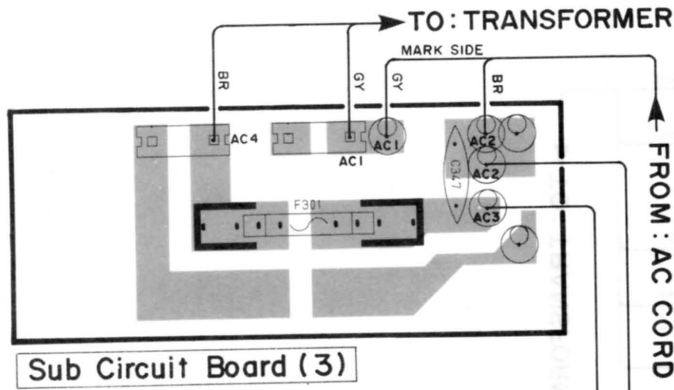 TO: TRANSFORMER
MARK SIDE
BR
GY
GY
BR
AC4
AC1
AC1
AC2
AC2
C347
AC3
F301
FROM: AC CORD
Sub Circuit Board (3)